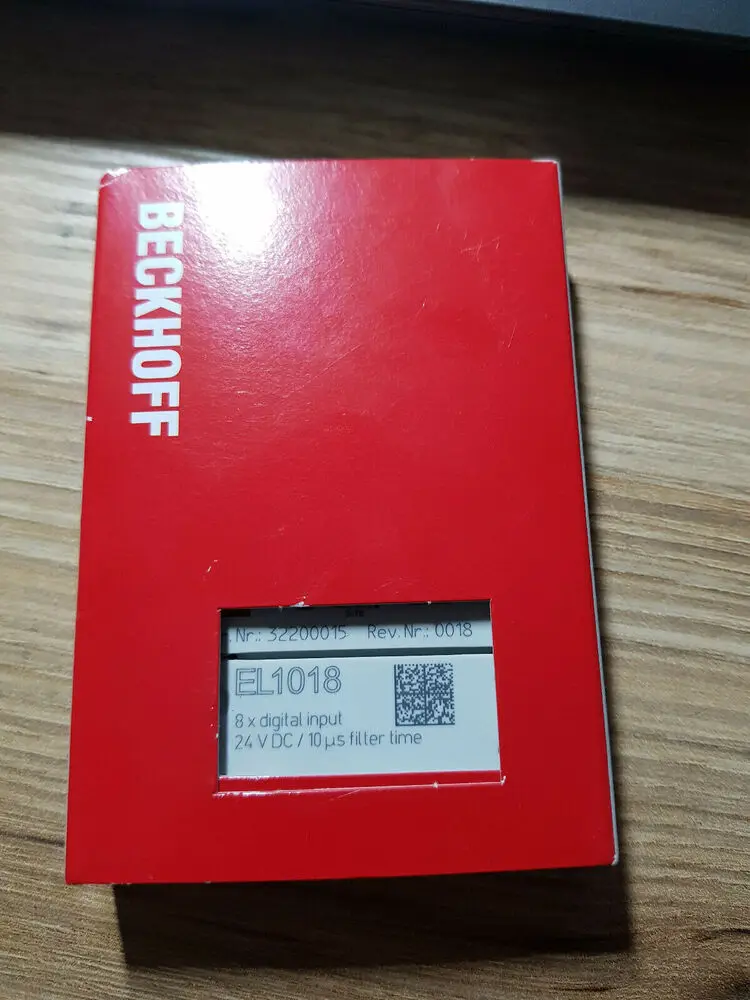 BECKHOFF
. Nr.: 32200015 Rev. Nr.: 0018
EL1018
8 x digital input
24 V DC / 10 µs filter time